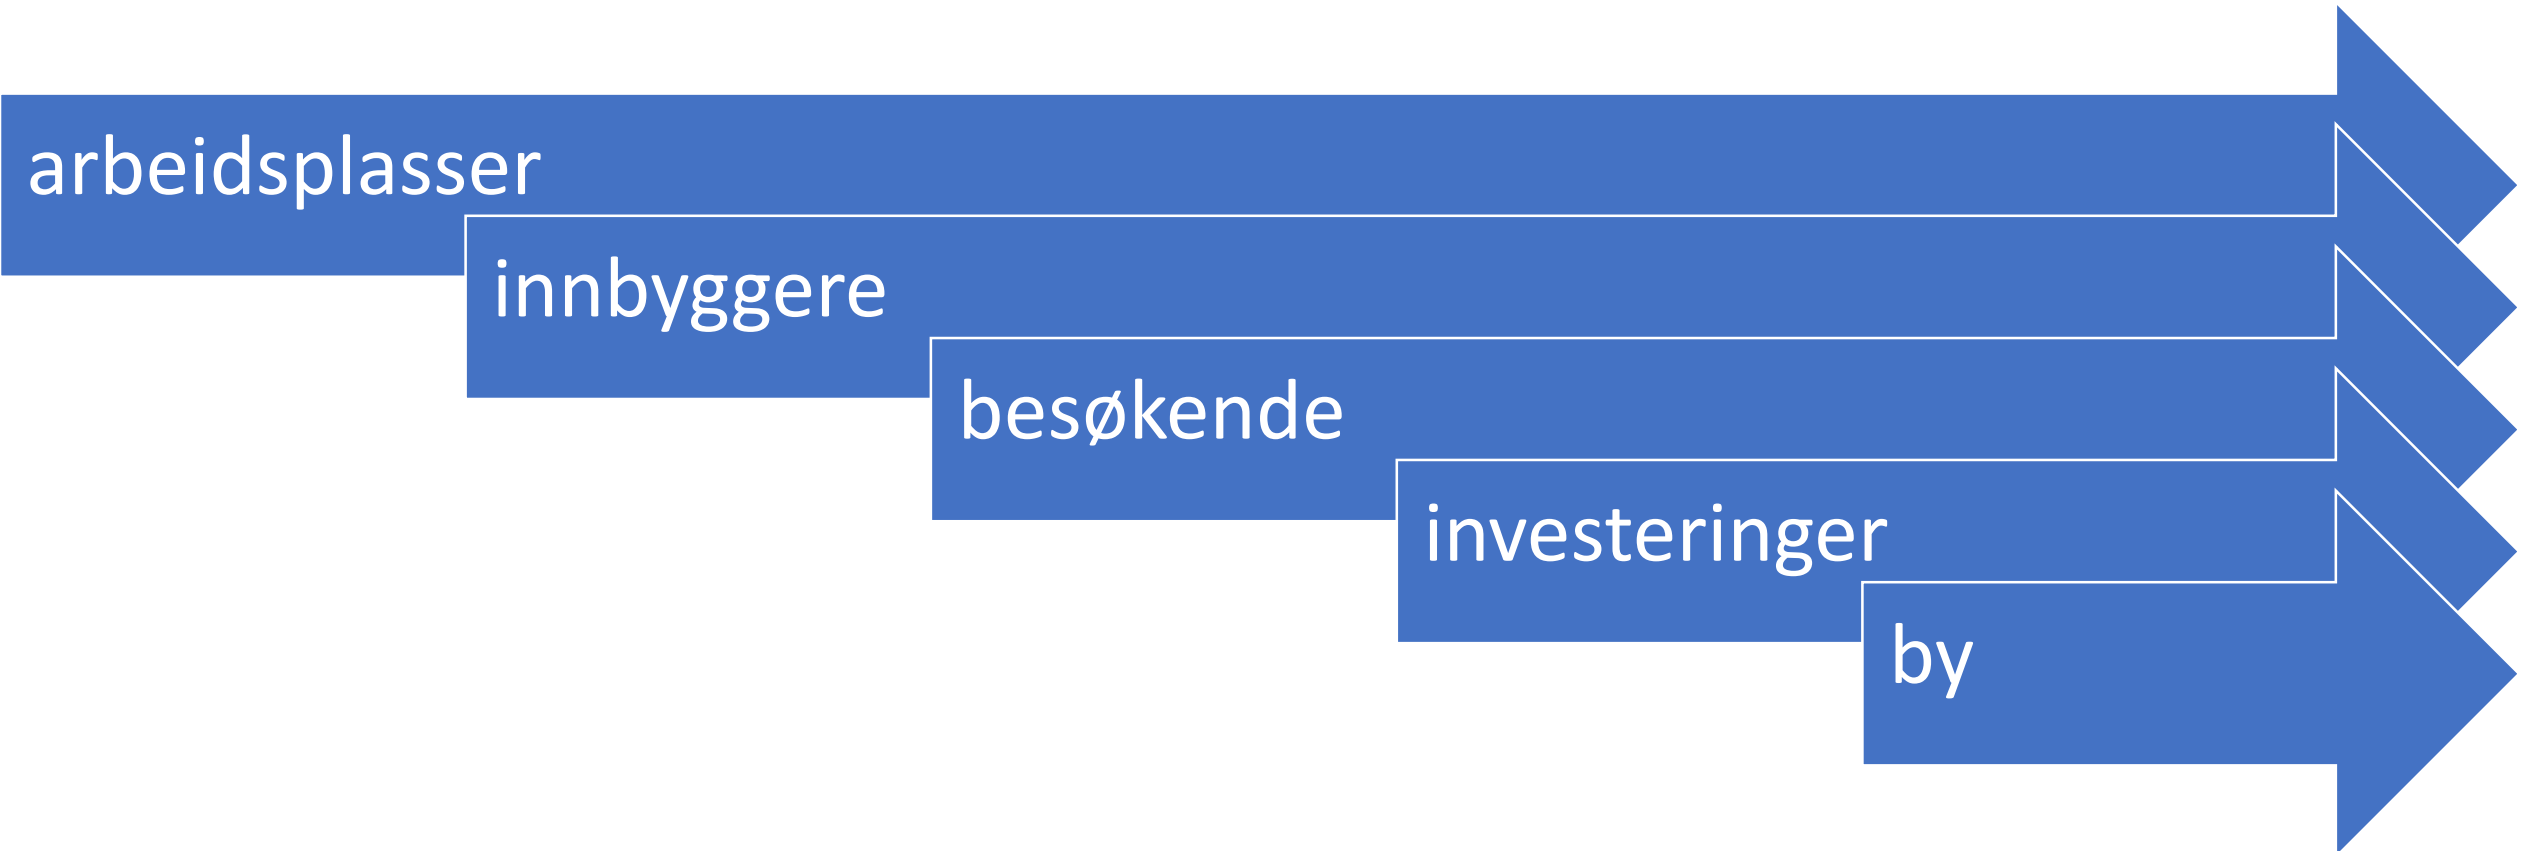 arbeidsplasser
innbyggere
besøkende
investeringer
by